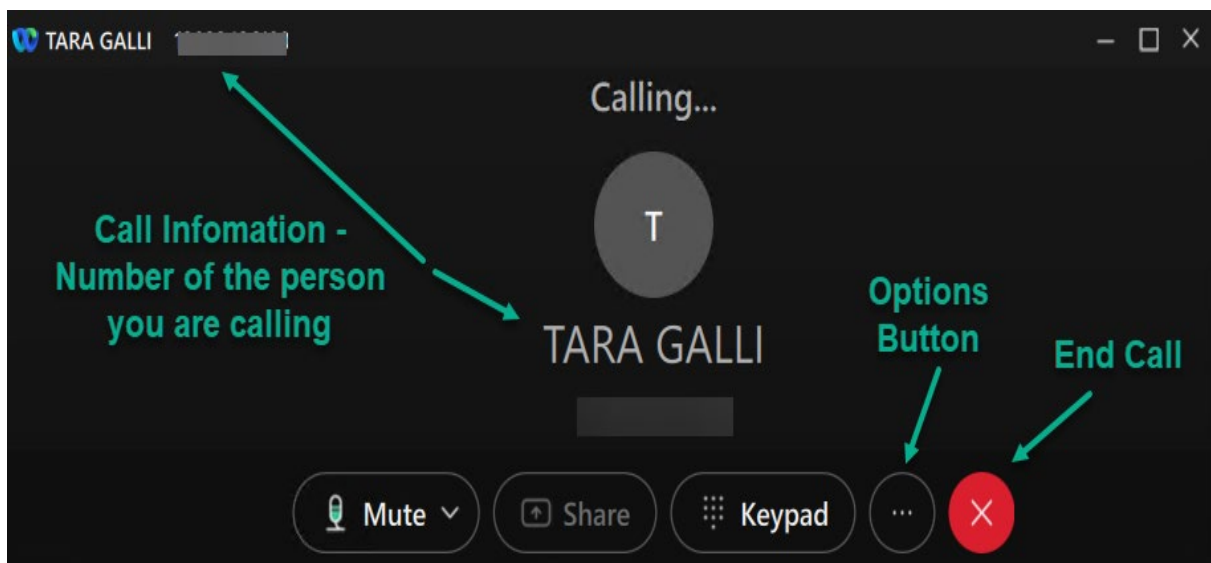 TARA GALLI
Calling...
T
Call Infomation -
Number of the person
you are calling
TARA GALLI
Options
Button
End Call
Mute
Share
Keypad